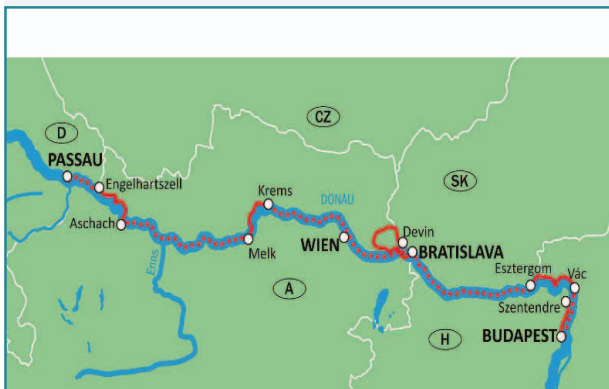 D
CZ
PASSAU
Engelhartszell
Krems
DONAU
SK
Aschach
Devin
Enns
Melk
WIEN
BRATISLAVA
Esztergom
Vác
A
Szentendre
H
BUDAPEST